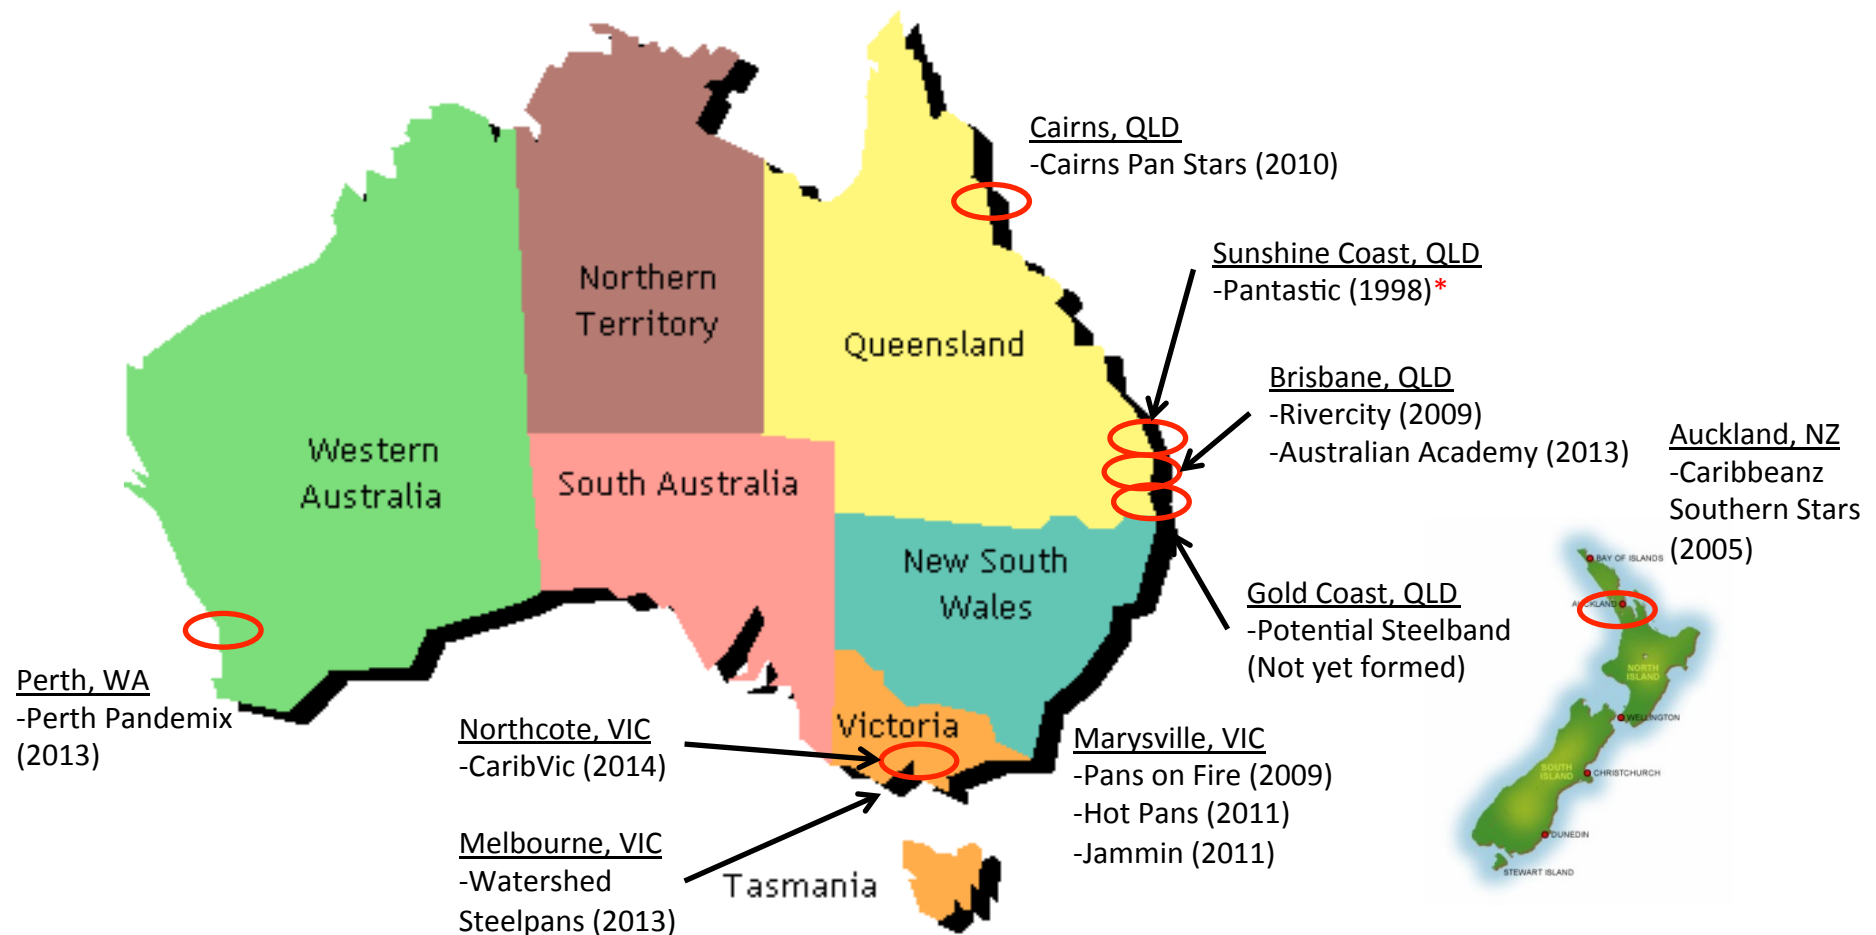 Cairns, QLD
-Cairns Pan Stars (2010)
Sunshine Coast, QLD
-Pantastic (1998)*
Northern
Territory
Queensland
Brisbane, QLD
-Rivercity (2009)
-Australian Academy (2013)
Auckland, NZ
-Caribbeanz
Southern Stars
(2005)
Western
Australia
South Australia
New South
Wales
Gold Coast, QLD
-Potential Steelband
(Not yet formed)
BAY OF ISLANDS
AUCKLAND
NORTH
ISLAND
WELLINGTON
SOUTH
ISLAND
CHRISTCHURCH
DUNEDIN
STEWART ISLAND
Perth, WA
-Perth Pandemix
(2013)
Northcote, VIC
-CaribVic (2014)
Victoria
Marysville, VIC
-Pans on Fire (2009)
-Hot Pans (2011)
-Jammin (2011)
Melbourne, VIC
-Watershed
Steelpans (2013)
Tasmania